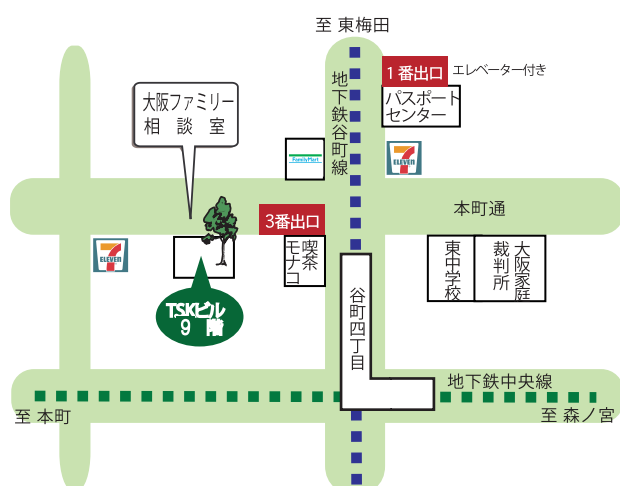 至 東梅田
1番出口
エレベーター付き
パスポート
センター
地下鉄谷町線
大阪ファミリー
相 談 室
FamilyMart
7
ELEVEN
本町通
3番出口
喫茶
モナコ
東中学校
大阪家庭
裁判所
7
ELEVEN
TSKビル
9 階
谷町四丁目
地下鉄中央線
至 本町
至 森ノ宮